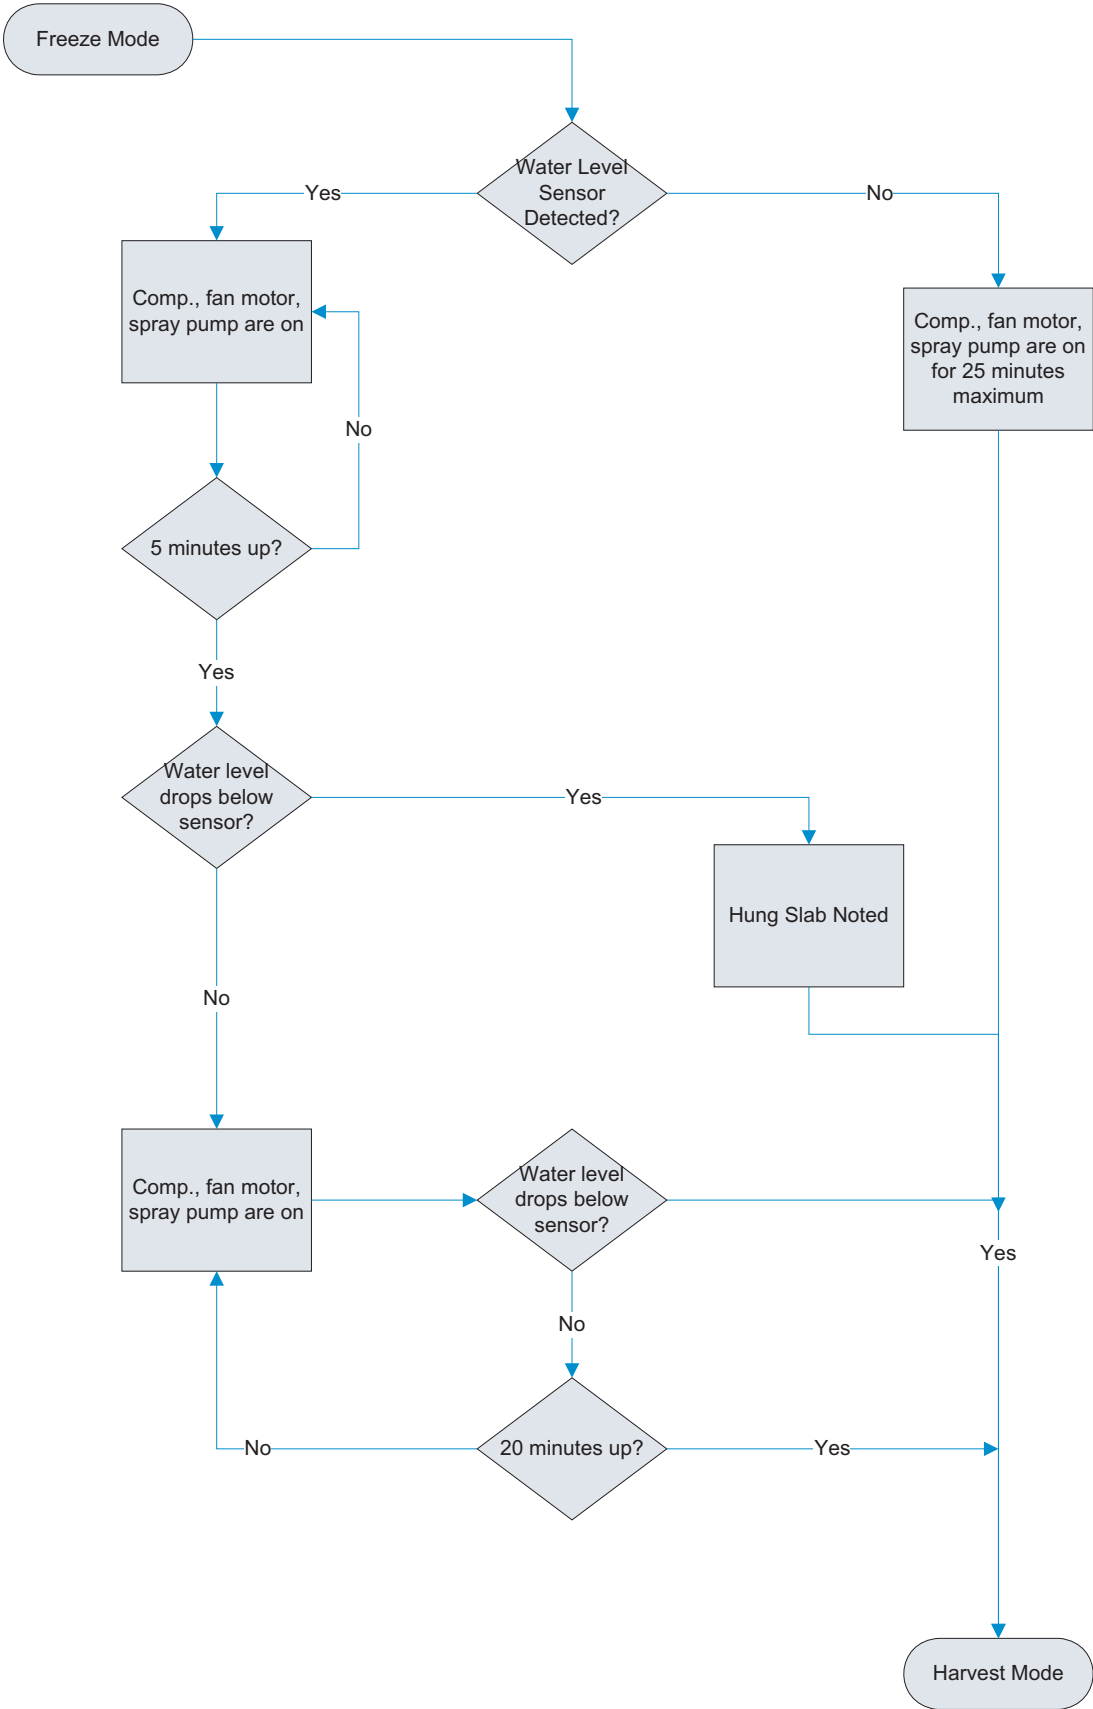 Freeze Mode
Water Level
Sensor
Detected?
Yes
No
Comp., fan motor,
spray pump are on
Comp., fan motor,
spray pump are on
for 25 minutes
maximum
No
5 minutes up?
Yes
Water level
drops below
sensor?
Yes
Hung Slab Noted
No
Comp., fan motor,
spray pump are on
Water level
drops below
sensor?
Yes
No
20 minutes up?
No
Yes
Harvest Mode